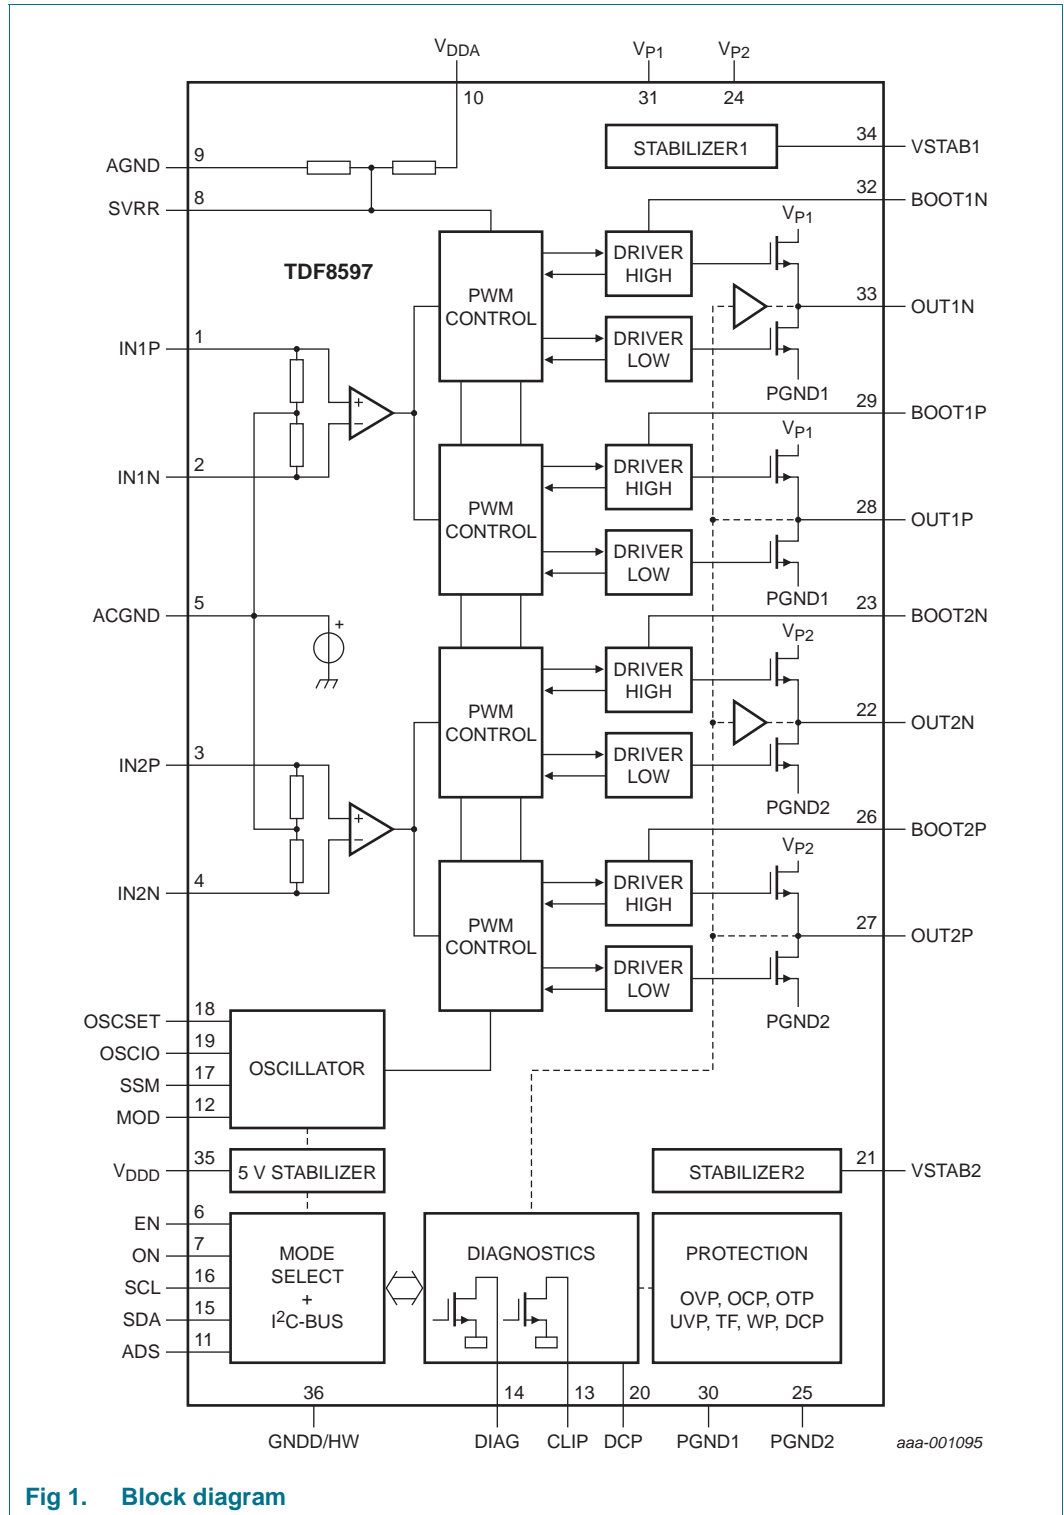 VDDA
VP1
VP2
10
31
24
STABILIZER1
34
VSTAB1
AGND
9
SVRR
8
32
BOOT1N
VP1
TDF8597
PWM
CONTROL
DRIVER
HIGH
33
OUT1N
DRIVER
LOW
PGND1
IN1P
1
+
−
IN1N
2
29
BOOT1P
VP1
PWM
CONTROL
DRIVER
HIGH
28
OUT1P
DRIVER
LOW
PGND1
ACGND
5
+
23
BOOT2N
VP2
PWM
CONTROL
DRIVER
HIGH
22
OUT2N
DRIVER
LOW
PGND2
IN2P
3
+
−
IN2N
4
26
BOOT2P
VP2
PWM
CONTROL
DRIVER
HIGH
27
OUT2P
DRIVER
LOW
PGND2
OSCSET
18
OSCIO
19
SSM
17
MOD
12
OSCILLATOR
VDDD
35
5 V STABILIZER
STABILIZER2
21
VSTAB2
EN
6
ON
7
SCL
16
SDA
15
ADS
11
MODE
SELECT
+
I2C-BUS
DIAGNOSTICS
PROTECTION
OVP, OCP, OTP
UVP, TF, WP, DCP
36
14
13
20
30
25
GNDD/HW
DIAG
CLIP
DCP
PGND1
PGND2
aaa-001095
Fig 1. Block diagram